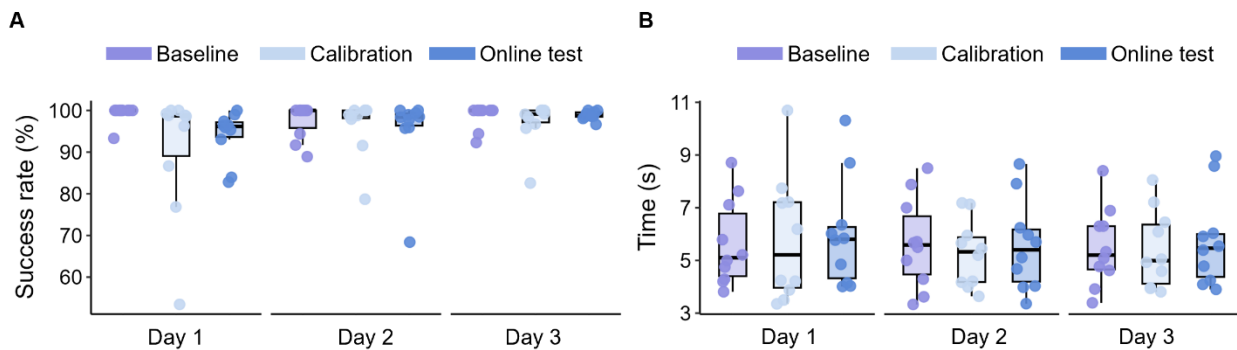 A
Baseline Calibration Online test
Success rate (%)
100
90
80
70
60
Day 1 Day 2 Day 3
B
Baseline Calibration Online test
Time (s)
11
9
7
5
3
Day 1 Day 2 Day 3